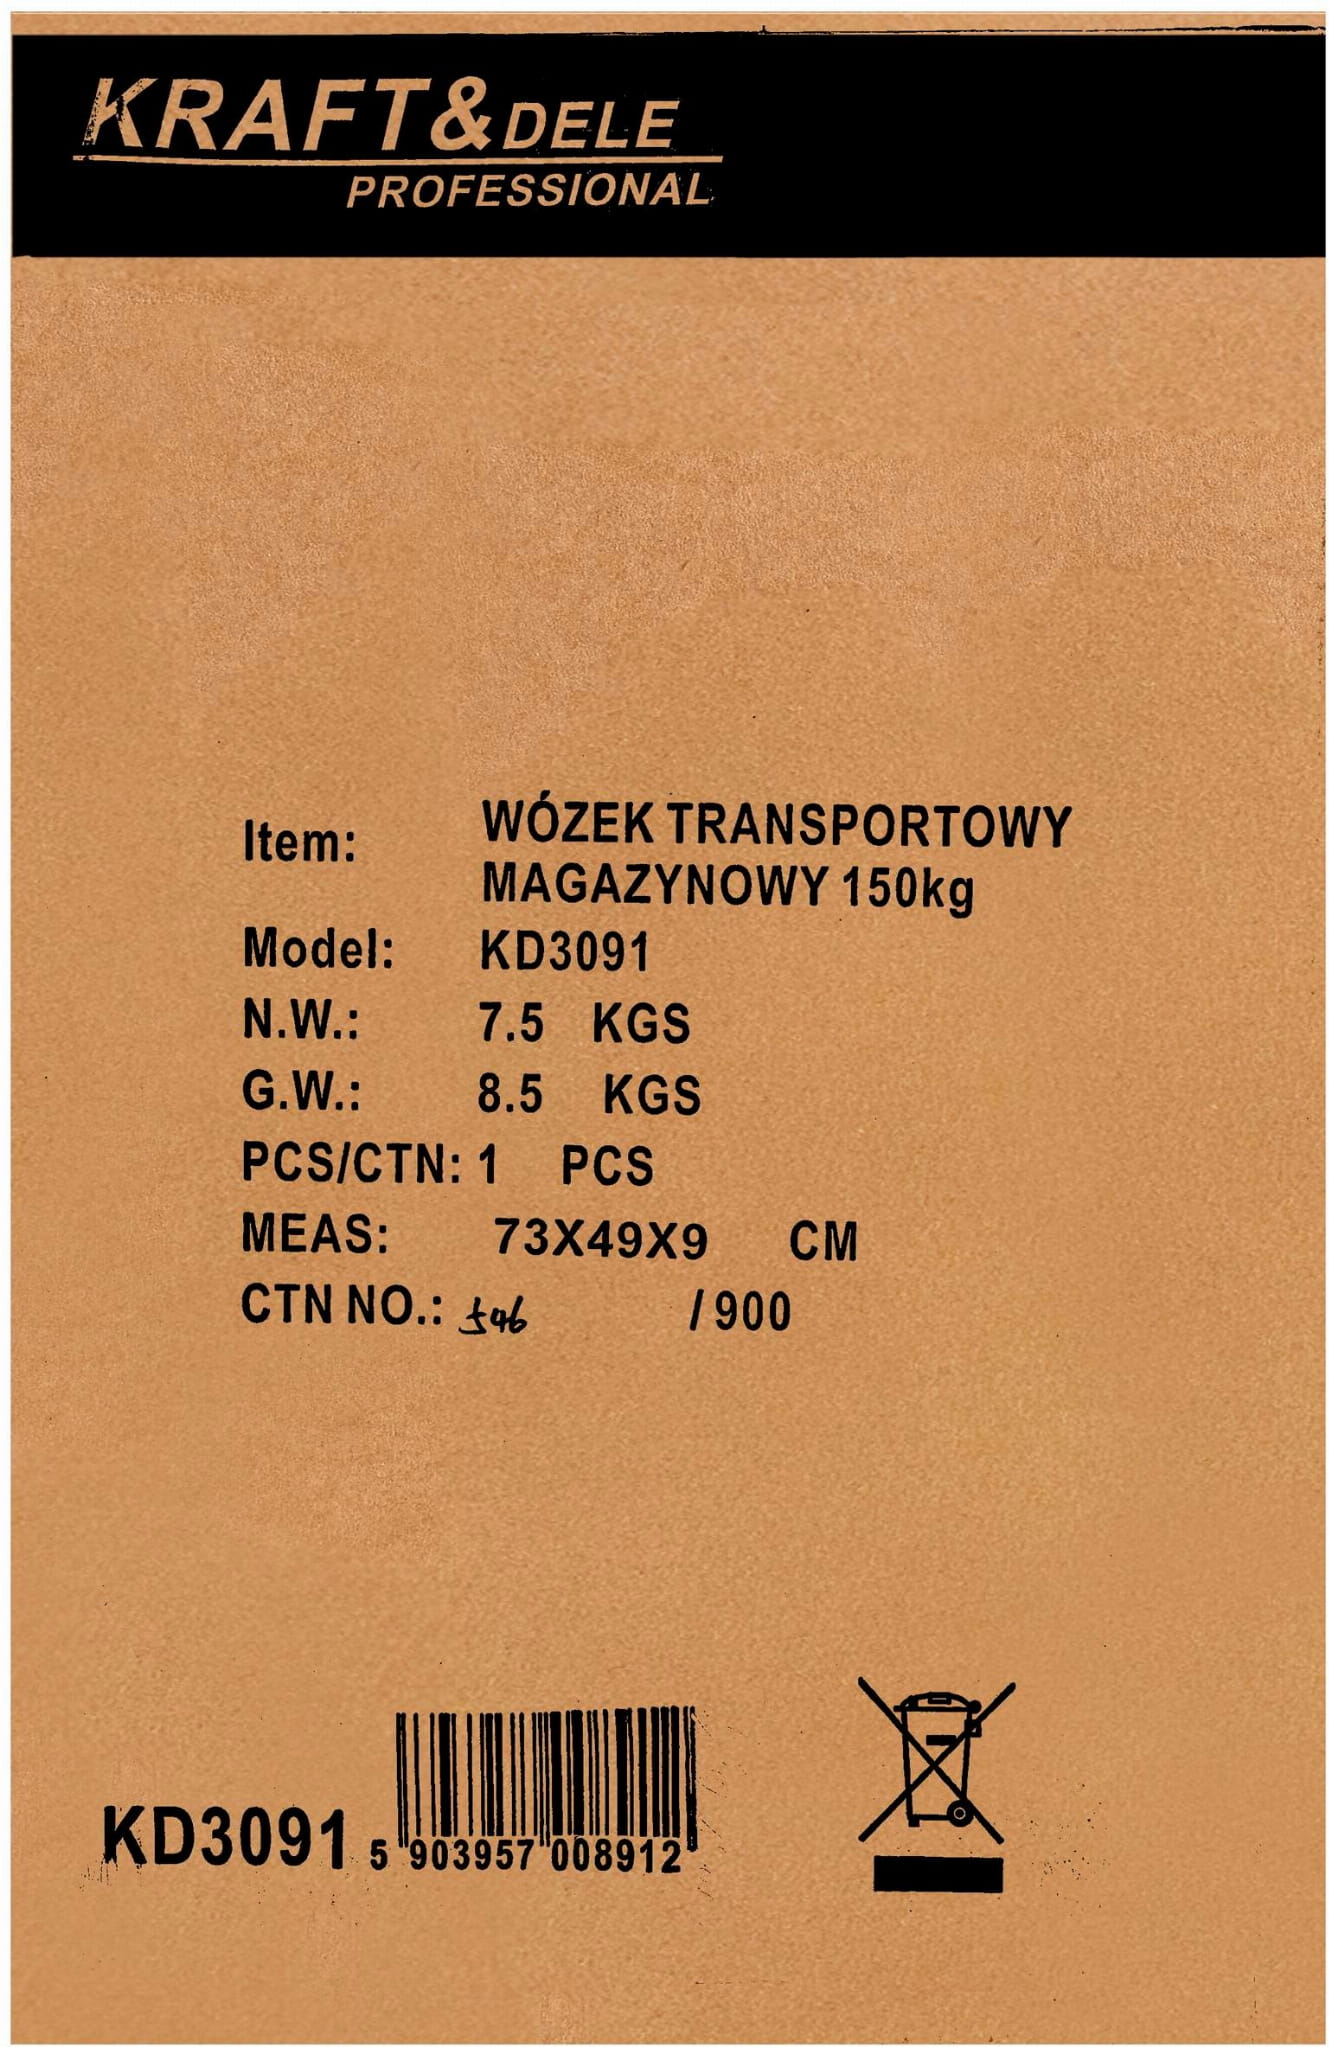 KRAFT&DELE
PROFESSIONAL
Item: WÓZEK TRANSPORTOWY
MAGAZYNOWY 150kg
Model: KD3091
N.W.: 7.5 KGS
G.W.: 8.5 KGS
PCS/CTN: 1 PCS
MEAS: 73X49X9 CM
CTN NO.: 546 /900
KD3091 5 903957 008912